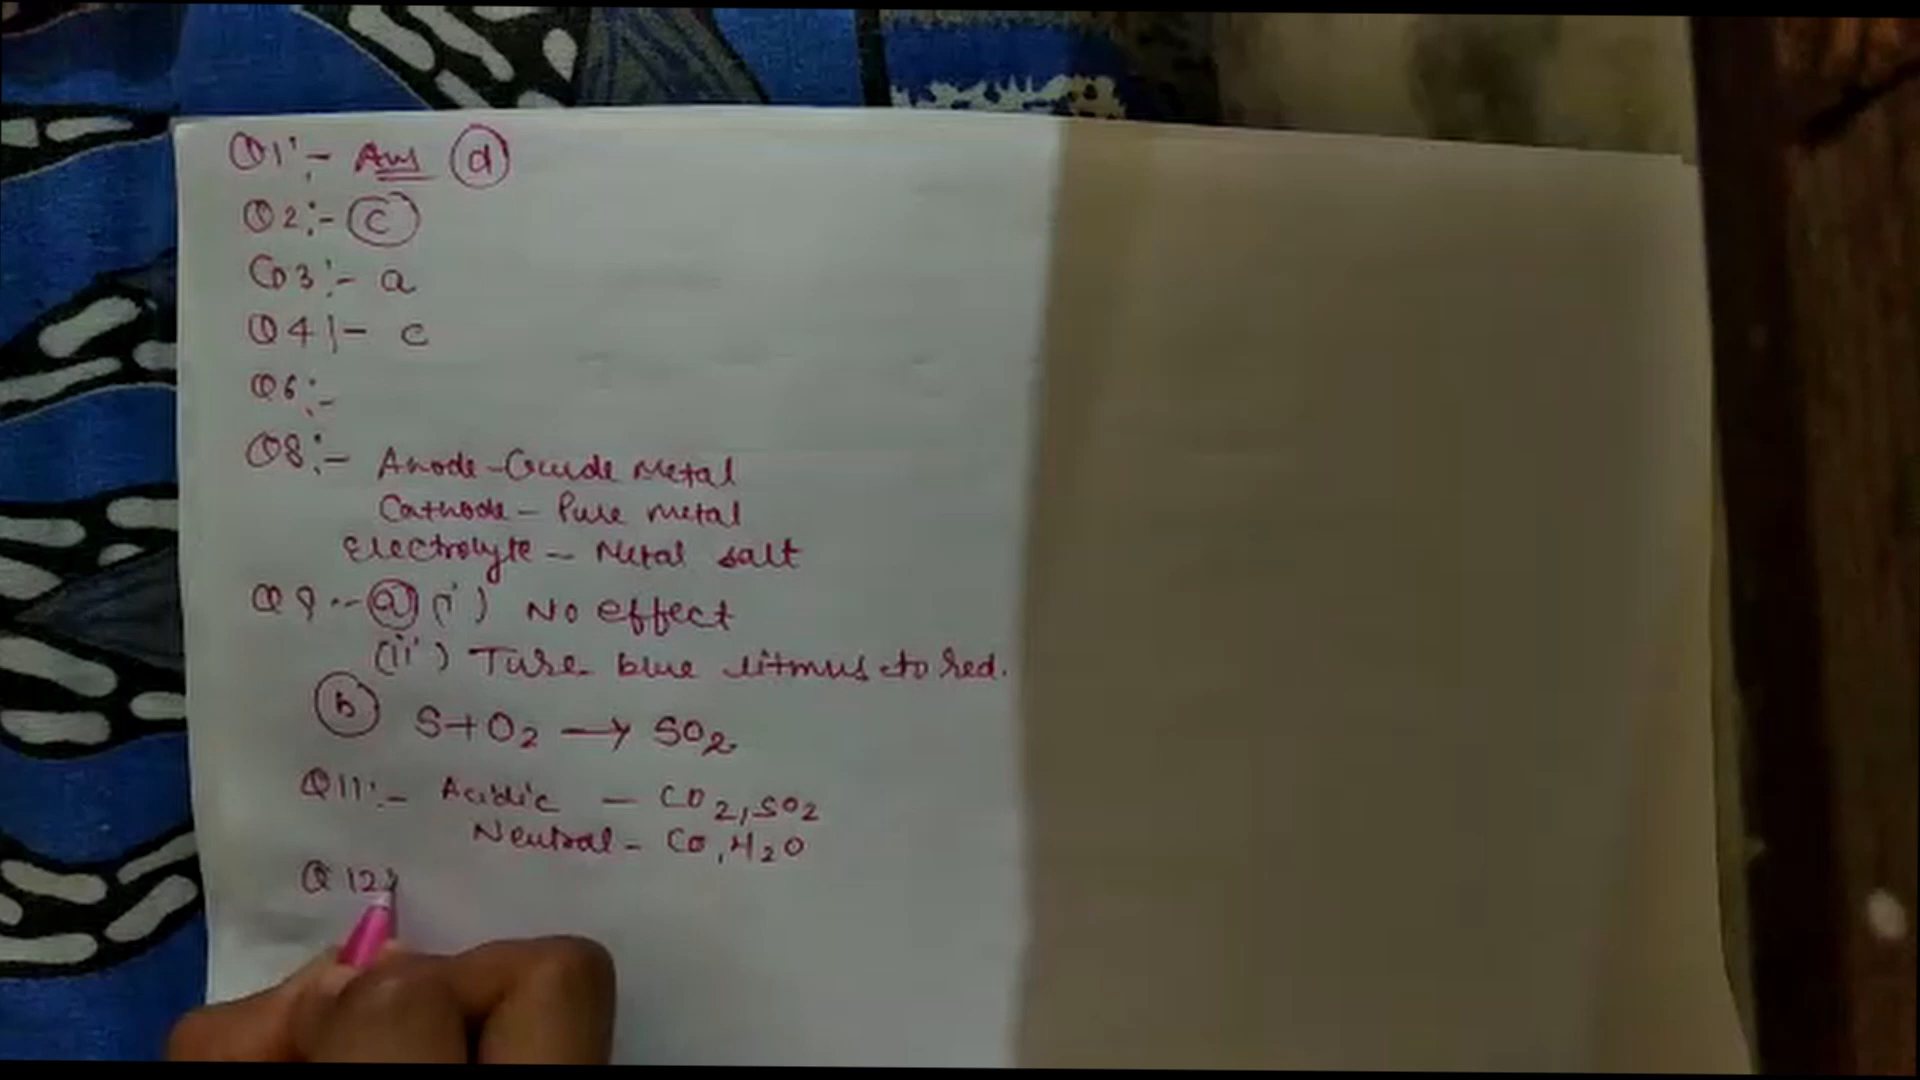 Q1:- Ans (d)
Q2:- (c)
Q3:- a
Q4:- c
Q6:-
Q8:- Anode - Crude Metal
Cathode - Pure metal
Electrolyte - Metal salt
Q9:- (a) (i) No effect
(ii) Turn blue litmus to red.
(b) S+O2 → SO2
Q11:- Acidic - CO2, SO2
Neutral - CO, H2O
Q12: